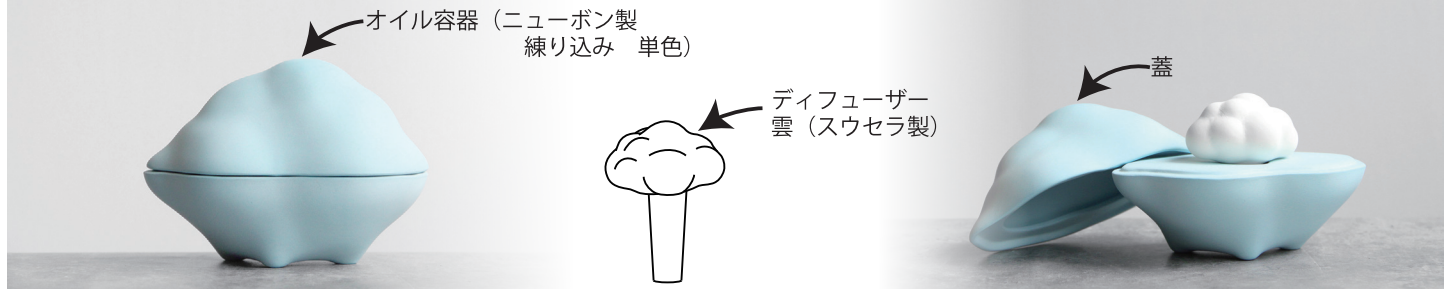 オイル容器（ニューボン製
練り込み　単色）
ディフューザー
雲（スウセラ製）
蓋